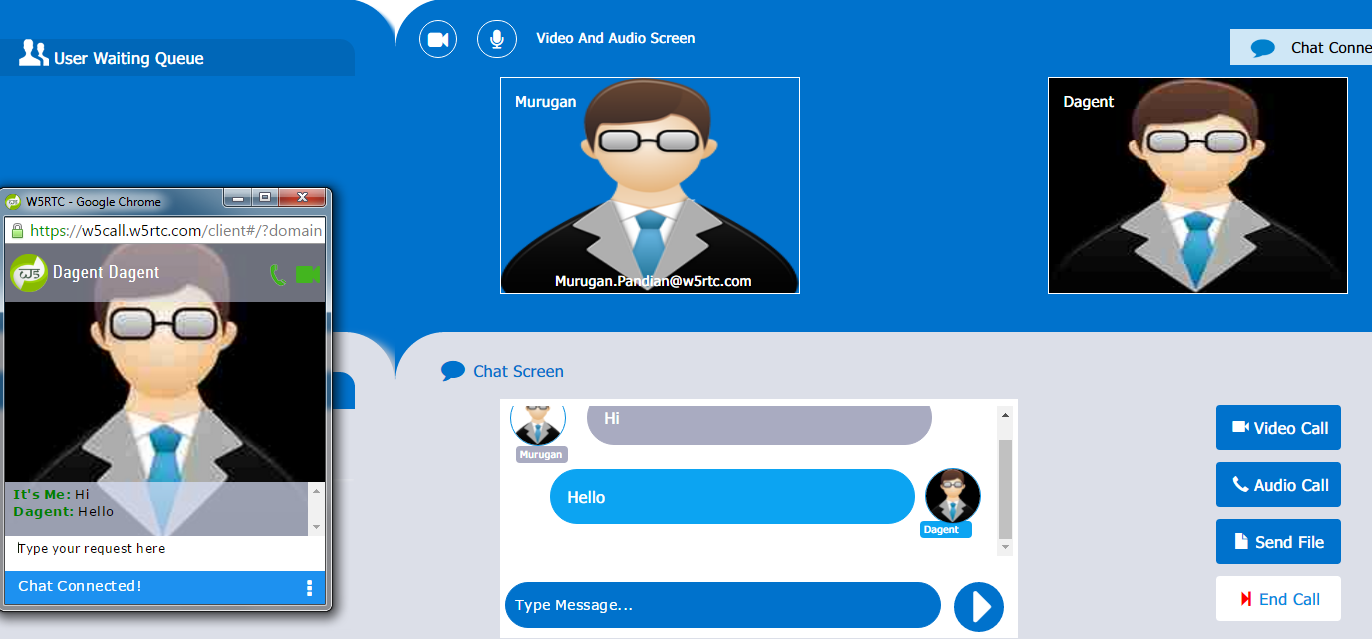 User Waiting Queue
Video And Audio Screen
Chat Conne
Murugan
Murugan.Pandian@w5rtc.com
Dagent
W5RTC - Google Chrome
https://w5call.w5rtc.com/client#/?domain
Dagent Dagent
It's Me: Hi
Dagent: Hello
Type your request here
Chat Connected!
Chat Screen
Hi
Murugan
Hello
Dagent
Type Message...
Video Call
Audio Call
Send File
End Call